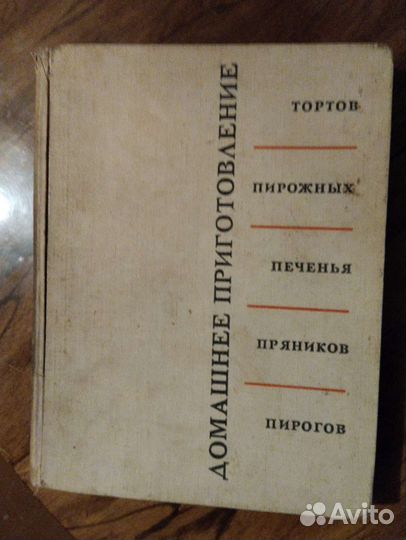 ДОМАШНЕЕ ПРИГОТОВЛЕНИЕ
ТОРТОВ
ПИРОЖНЫХ
ПЕЧЕНЬЯ
ПРЯНИКОВ
ПИРОГОВ
Avito